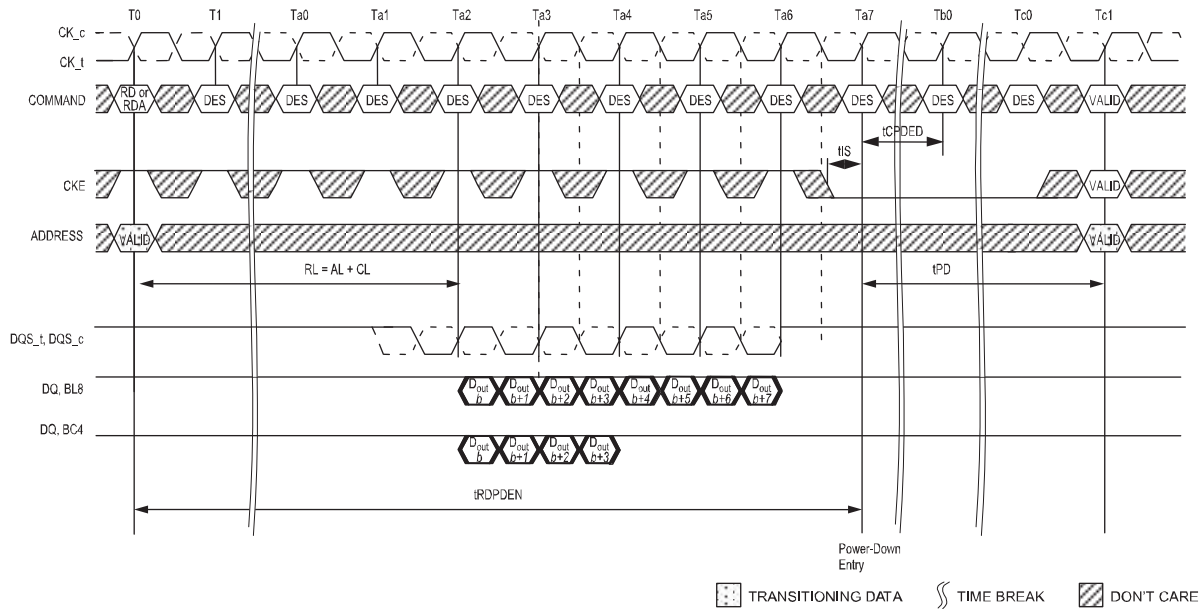 T0 T1 Ta0 Ta1 Ta2 Ta3 Ta4 Ta5 Ta6 Ta7 Tb0 Tc0 Tc1
CK_c
CK_t
COMMAND RD or RDA DES DES DES DES DES DES DES DES DES DES DES VALID
tCPDED
tIS
CKE VALID
ADDRESS VALID VALID
RL = AL + CL tPD
DQS_t, DQS_c
DQ, BL8 Dout b Dout b+1 Dout b+2 Dout b+3 Dout b+4 Dout b+5 Dout b+6 Dout b+7
DQ, BC4 Dout b Dout b+1 Dout b+2 Dout b+3
tRDPDEN
Power-Down
Entry
TRANSITIONING DATA TIME BREAK DON'T CARE